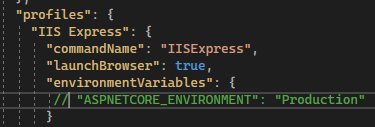 "profiles": {
"IIS Express": {
"commandName": "IISExpress",
"launchBrowser": true,
"environmentVariables": {
// "ASPNETCORE_ENVIRONMENT": "Production"
}